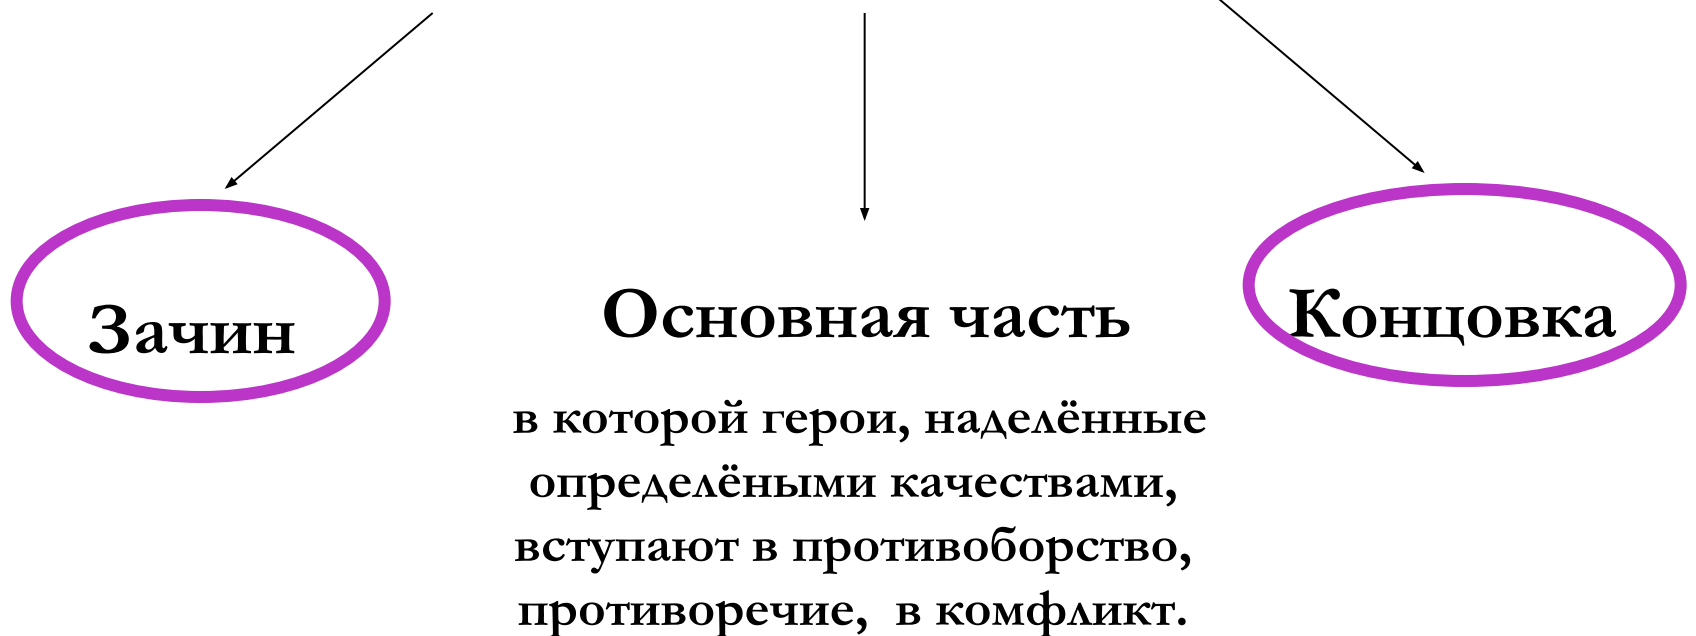 Зачин
Основная часть
Концовка
в которой герои, наделённые
определёными качествами,
вступают в противоборство,
противоречие, в комфликт.